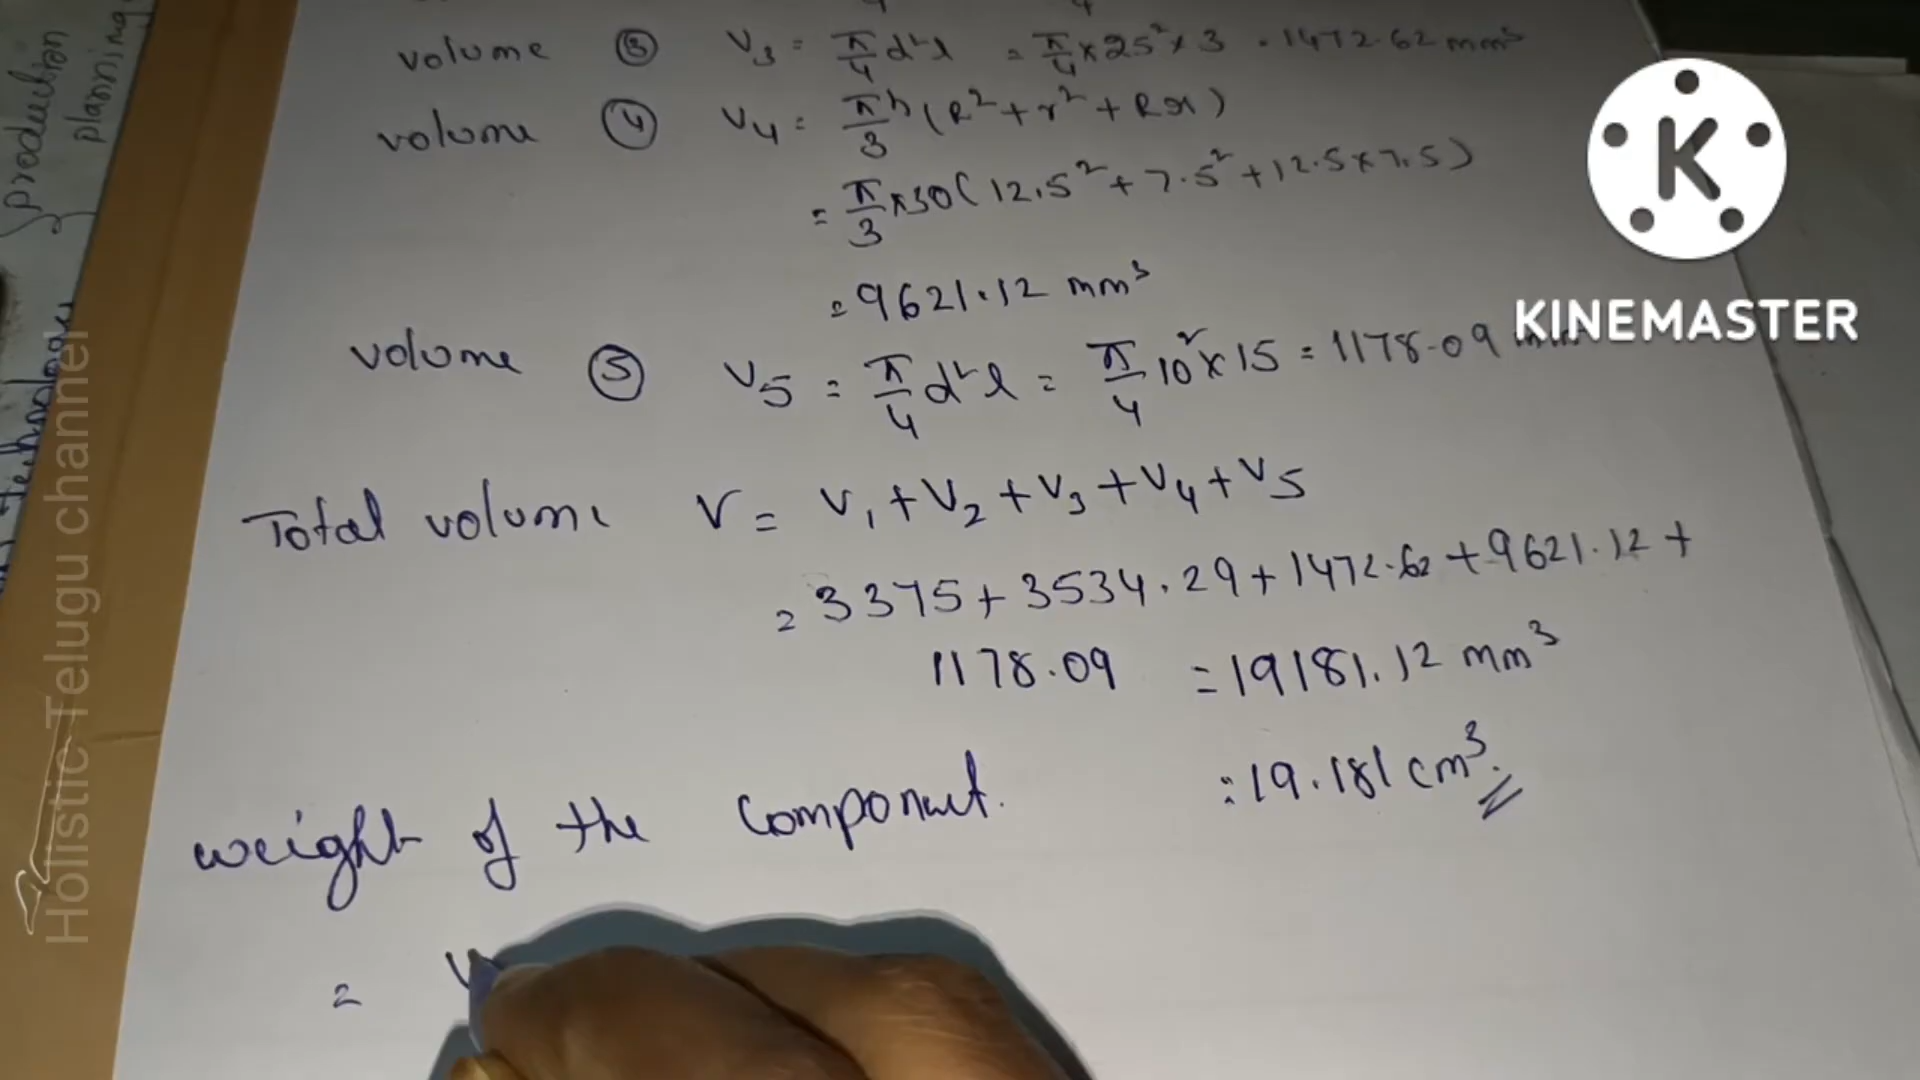 volume ③ V3 = π/4 d²l = π/4 × 25² × 3 = 1472.62 mm³
volume ④ V4 = πh/3 (R² + r² + Rr)
= π/3 × 30 (12.5² + 7.5² + 12.5 × 7.5)
= 9621.12 mm³
volume ⑤ V5 = π/4 d²l = π/4 10² × 15 = 1178.09
Total volume V = V1 + V2 + V3 + V4 + V5
= 3375 + 3534.29 + 1472.62 + 9621.12 +
1178.09 = 19181.12 mm³
= 19.181 cm³.
weight of the component.
=
production
planning
technology
Holistic Telugu channel
K
KINEMASTER